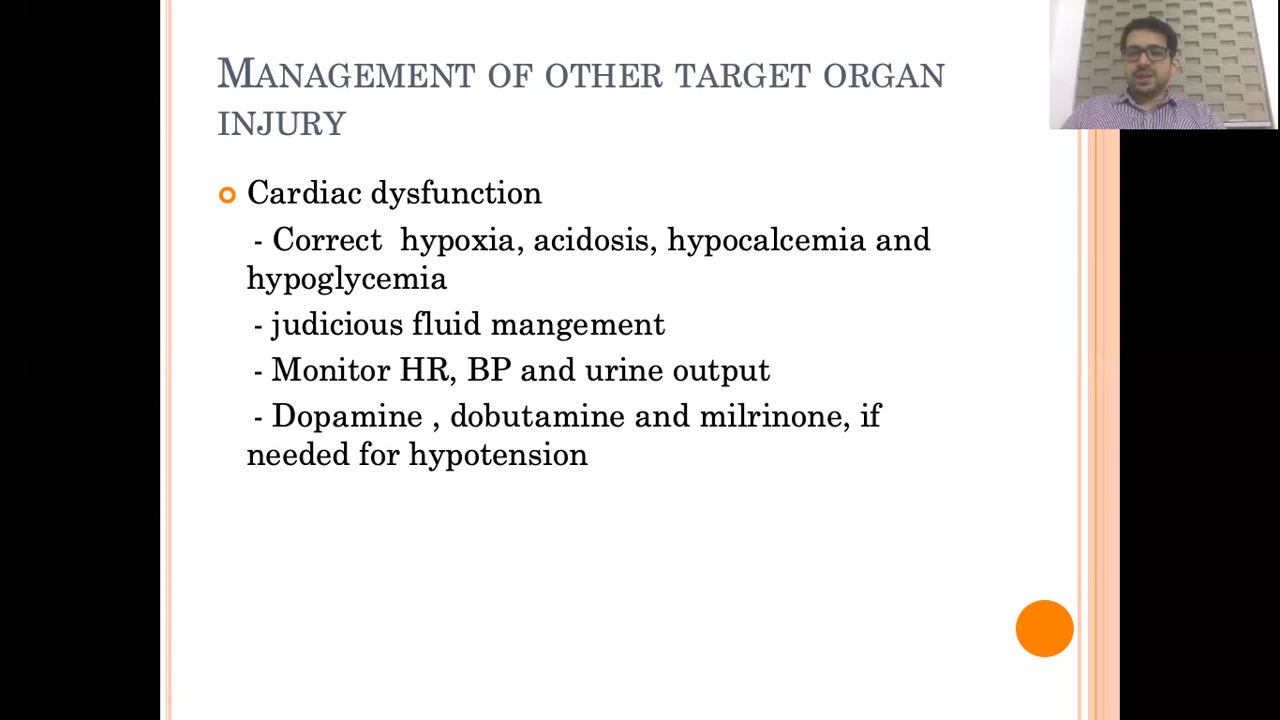 MANAGEMENT OF OTHER TARGET ORGAN
INJURY
Cardiac dysfunction
- Correct hypoxia, acidosis, hypocalcemia and
hypoglycemia
- judicious fluid mangement
- Monitor HR, BP and urine output
- Dopamine , dobutamine and milrinone, if
needed for hypotension